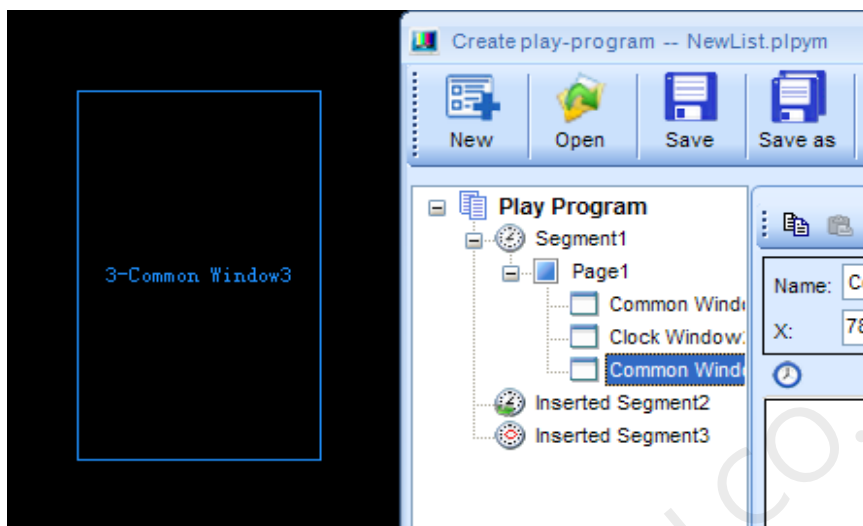 Create play-program -- NewList.plpym
New
Open
Save
Save as
Play Program
Segment1
Page1
Common Wind
Clock Window
Common Wind
Inserted Segment2
Inserted Segment3
Name:
X:
78
3-Common Window3